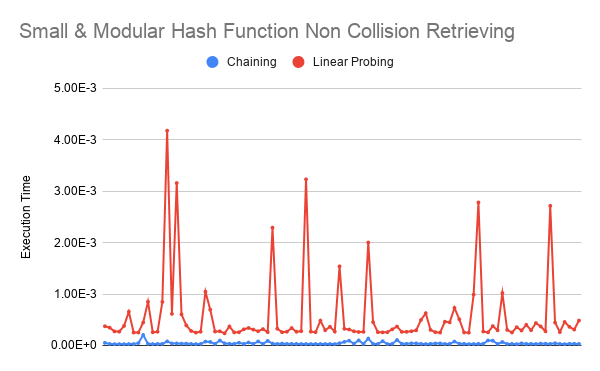 Small & Modular Hash Function Non Collision Retrieving
Chaining
Linear Probing
5.00E-3
4.00E-3
3.00E-3
2.00E-3
1.00E-3
0.00E+0
Execution Time